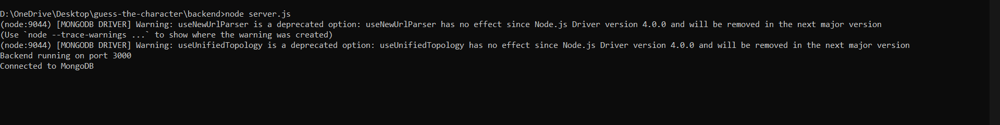 D:\OneDrive\Desktop\guess-the-character\backend>node server.js
(node:9044) [MONGODB DRIVER] Warning: useNewUrlParser is a deprecated option: useNewUrlParser has no effect since Node.js Driver version 4.0.0 and will be removed in the next major version
(Use `node --trace-warnings ...` to show where the warning was created)
(node:9044) [MONGODB DRIVER] Warning: useUnifiedTopology is a deprecated option: useUnifiedTopology has no effect since Node.js Driver version 4.0.0 and will be removed in the next major version
Backend running on port 3000
Connected to MongoDB